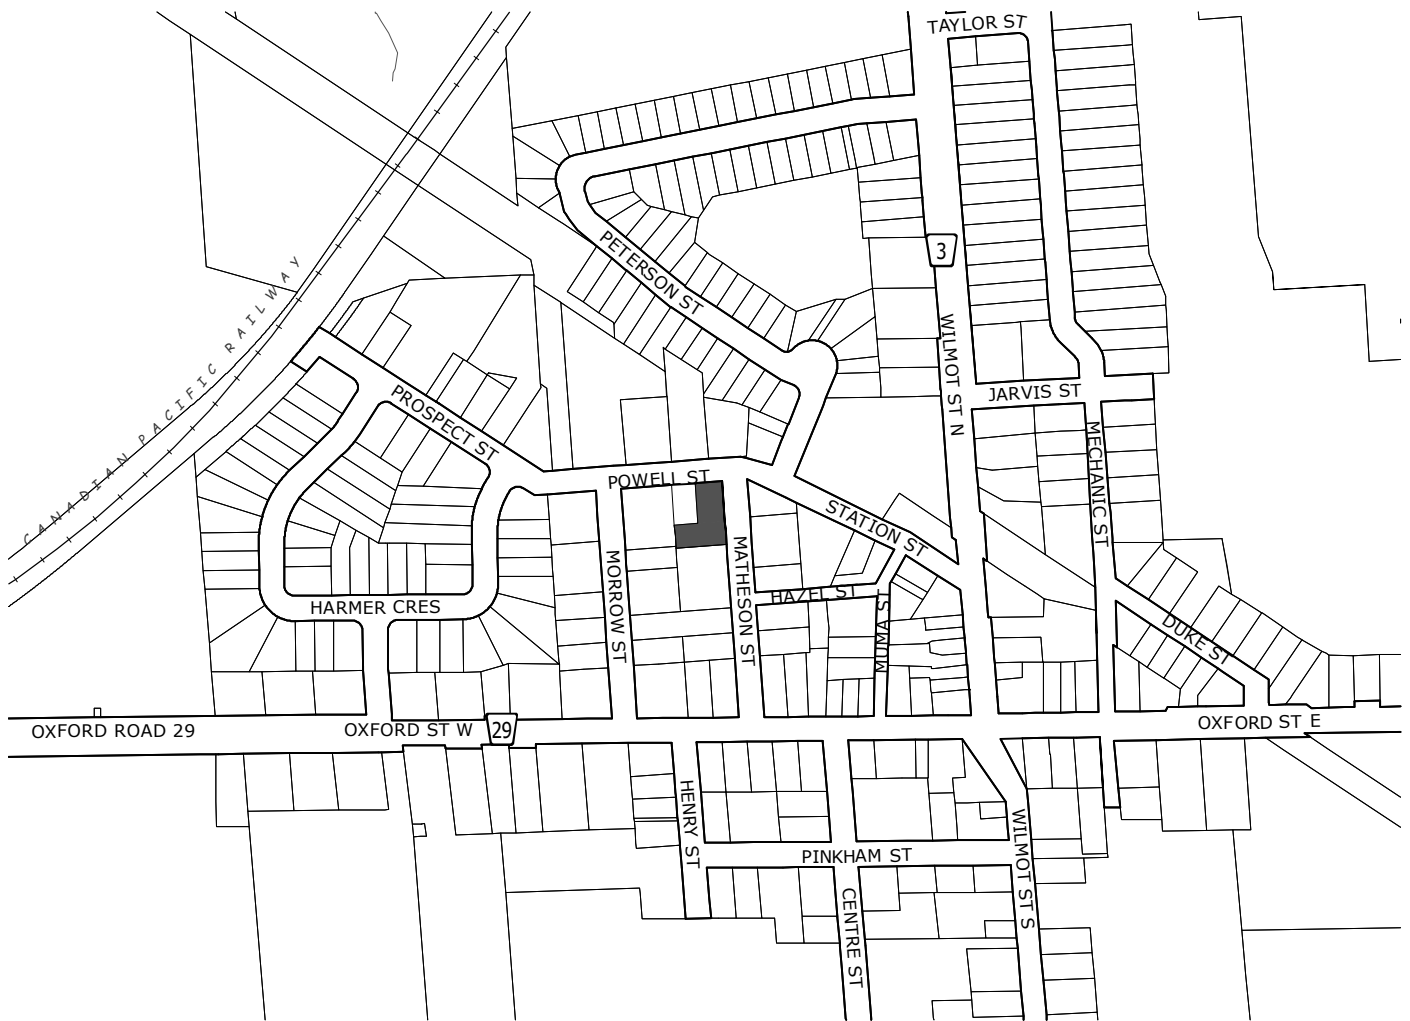 TAYLOR ST
3
PETERSON ST
CANADIAN PACIFIC RAILWAY
WILMOT ST N
JARVIS ST
PROSPECT ST
MECHANIC ST
POWELL ST
STATION ST
MATHESON ST
MORROW ST
HAZEL ST
MUMA ST
HARMER CRES
DUKE ST
OXFORD ROAD 29
OXFORD ST W
29
OXFORD ST E
HENRY ST
WILMOT ST S
PINKHAM ST
CENTRE ST